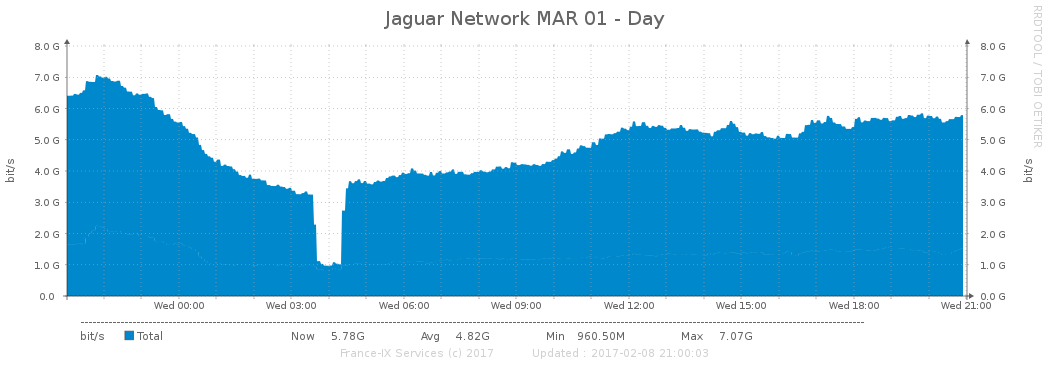 Jaguar Network MAR 01 - Day
RRDTOOL / TOBI OETIKER
8.0 G 8.0 G
7.0 G 7.0 G
6.0 G 6.0 G
5.0 G 5.0 G
4.0 G 4.0 G
3.0 G 3.0 G
2.0 G 2.0 G
1.0 G 1.0 G
0.0 0.0 G
bit/s
bit/s
Wed 00:00 Wed 03:00 Wed 06:00 Wed 09:00 Wed 12:00 Wed 15:00 Wed 18:00 Wed 21:00
bit/s Total Now 5.78G Avg 4.82G Min 960.50M Max 7.07G
France-IX Services (c) 2017 Updated : 2017-02-08 21:00:03